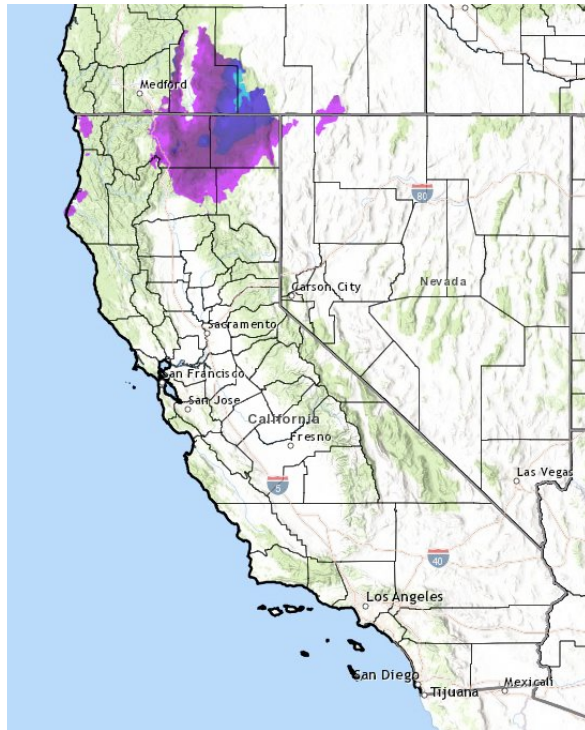 Medford
80
Carson City
Nevada
Sacramento
San Francisco
San Jose
California
Fresno
5
Las Vegas
40
Los Angeles
San Diego
Mexicali
Tijuana